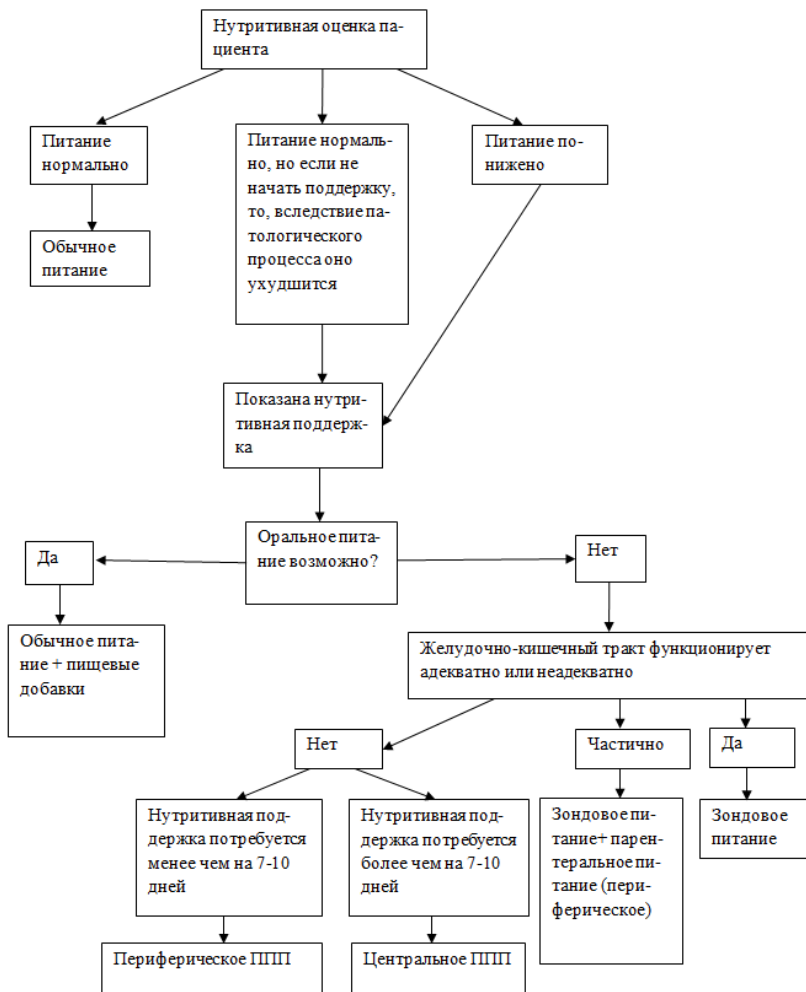 Нутритивная оценка па-
циента
Питание
нормально
Питание нормаль-
но, но если не
начать поддержку,
то, вследствие па-
тологического
процесса оно
ухудшится
Питание по-
нижено
Обычное
питание
Показана нутри-
тивная поддерж-
ка
Оральное пита-
ние возможно?
Да
Нет
Обычное пита-
ние + пищевые
добавки
Желудочно-кишечный тракт функционирует
адекватно или неадекватно
Нет
Частично
Да
Нутритивная под-
держка потребуется
менее чем на 7-10
дней
Нутритивная под-
держка потребуется
более чем на 7-10
дней
Зондовое пи-
тание+ парен-
теральное пи-
тание (пери-
ферическое)
Зондовое
питание
Периферическое ППП
Центральное ППП